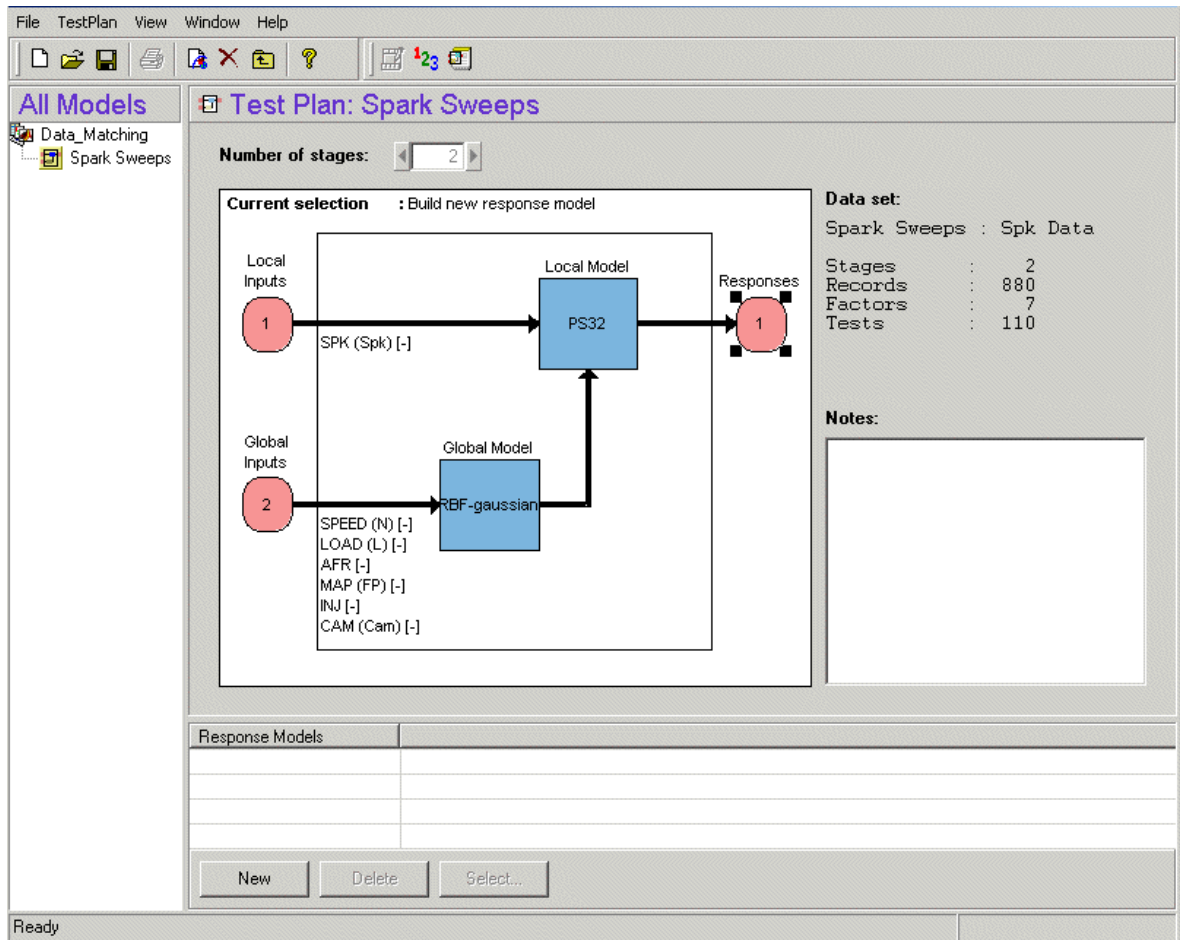 File TestPlan View Window Help
123
All Models
Data_Matching
Spark Sweeps
Test Plan: Spark Sweeps
Number of stages: 2
Current selection : Build new response model
Local
Inputs
1
SPK (Spk) [-]
Local Model
PS32
Responses
1
Global
Inputs
2
SPEED (N) [-]
LOAD (L) [-]
AFR [-]
MAP (FP) [-]
INJ [-]
CAM (Cam) [-]
Global Model
RBF-gaussian
Data set:
Spark Sweeps : Spk Data
Stages : 2
Records : 880
Factors : 7
Tests : 110
Notes:
Response Models
New Delete Select...
Ready